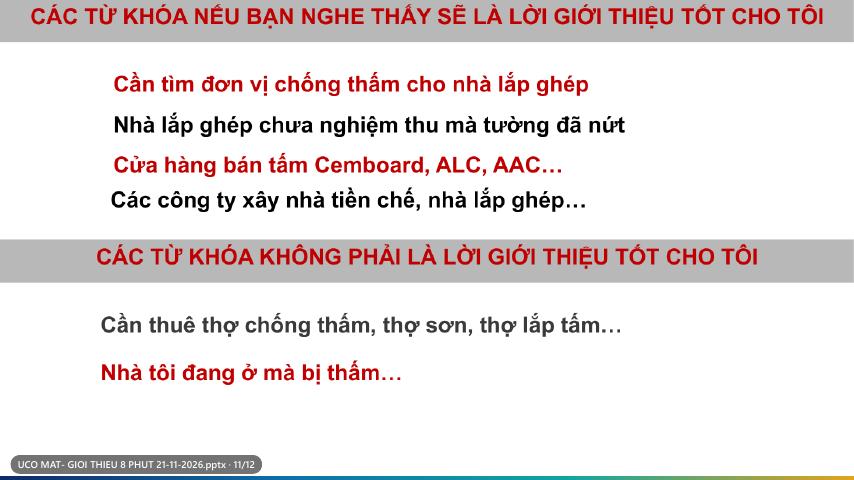 CÁC TỪ KHÓA NẾU BẠN NGHE THẤY SẼ LÀ LỜI GIỚI THIỆU TỐT CHO TÔI
Cần tìm đơn vị chống thấm cho nhà lắp ghép
Nhà lắp ghép chưa nghiệm thu mà tường đã nứt
Cửa hàng bán tấm Cemboard, ALC, AAC…
Các công ty xây nhà tiền chế, nhà lắp ghép…
CÁC TỪ KHÓA KHÔNG PHẢI LÀ LỜI GIỚI THIỆU TỐT CHO TÔI
Cần thuê thợ chống thấm, thợ sơn, thợ lắp tấm…
Nhà tôi đang ở mà bị thấm…
UCO MAT- GIOI THIEU 8 PHUT 21-11-2026.pptx · 11/12